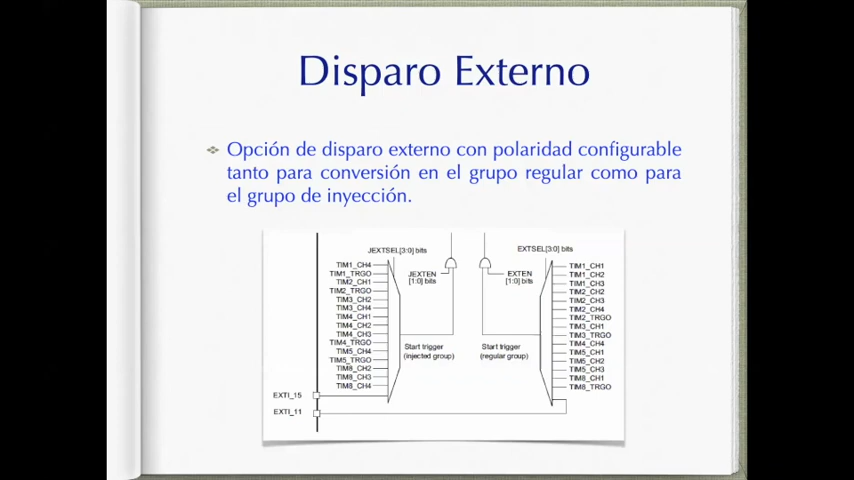 Disparo Externo
Opción de disparo externo con polaridad configurable
tanto para conversión en el grupo regular como para
el grupo de inyección.
JEXTSEL[3:0] bits
TIM1_CH4
TIM1_TRGO
TIM2_CH1
TIM2_TRGO
TIM3_CH2
TIM3_CH4
TIM4_CH1
TIM4_CH2
TIM4_CH3
TIM4_TRGO
TIM5_CH4
TIM5_TRGO
TIM8_CH2
TIM8_CH3
TIM8_CH4
EXTI_15
EXTI_11
JEXTEN
[1:0] bits
Start trigger
(injected group)
EXTSEL[3:0] bits
EXTEN
[1:0] bits
Start trigger
(regular group)
TIM1_CH1
TIM1_CH2
TIM1_CH3
TIM2_CH2
TIM2_CH3
TIM2_CH4
TIM2_TRGO
TIM3_CH1
TIM3_TRGO
TIM4_CH4
TIM5_CH1
TIM5_CH2
TIM5_CH3
TIM8_CH1
TIM8_TRGO